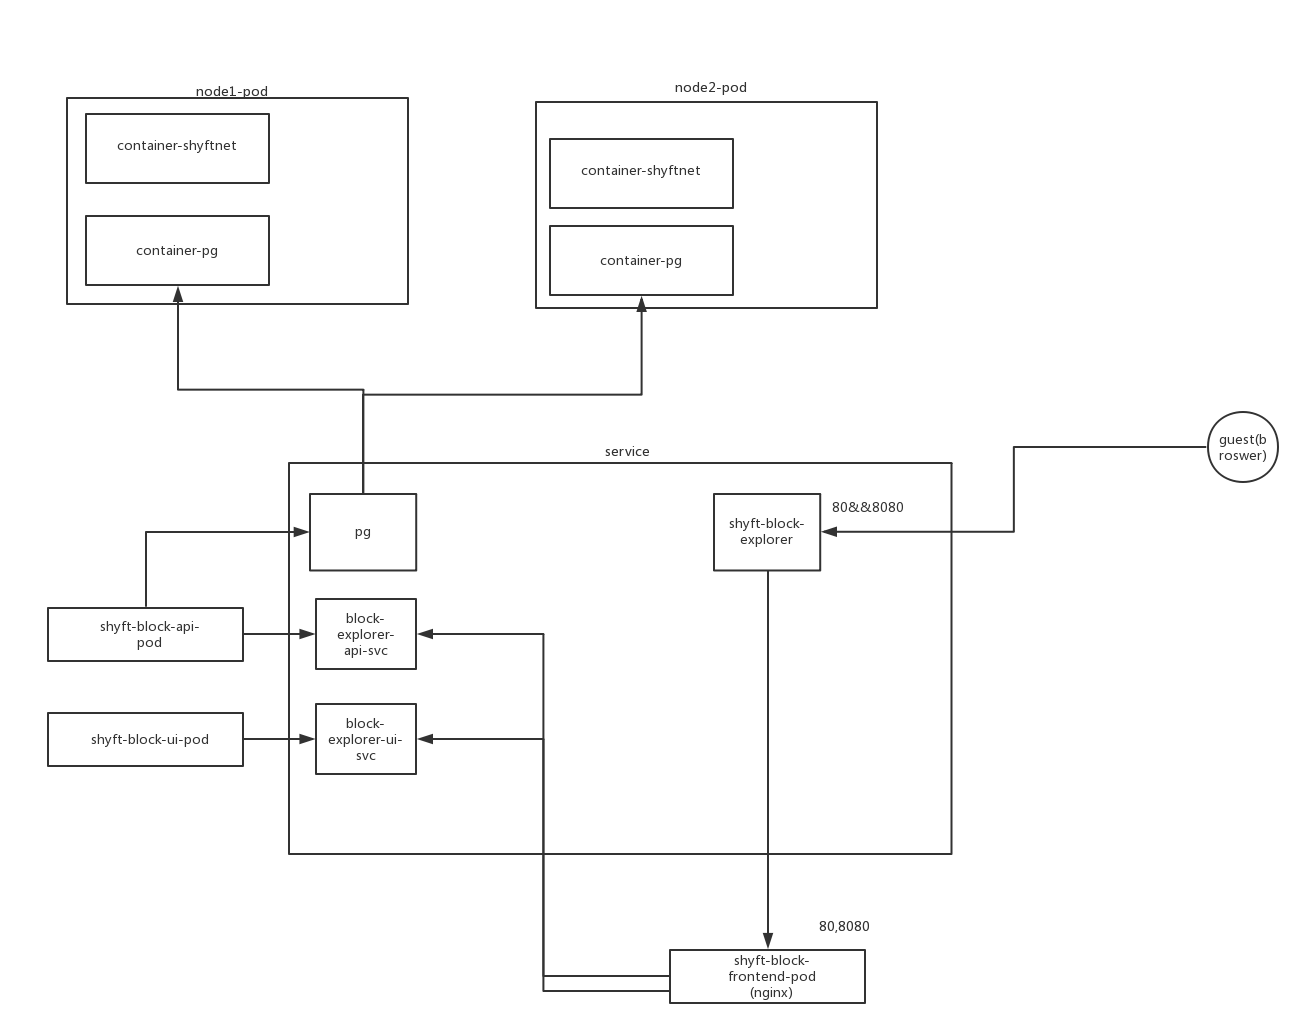 node1-pod
container-shyftnet
container-pg
node2-pod
container-shyftnet
container-pg
guest(b
roswer)
service
pg
shyft-block-
explorer
80&&8080
block-
explorer-
api-svc
shyft-block-api-
pod
block-
explorer-ui-
svc
shyft-block-ui-pod
80,8080
shyft-block-
frontend-pod
(nginx)